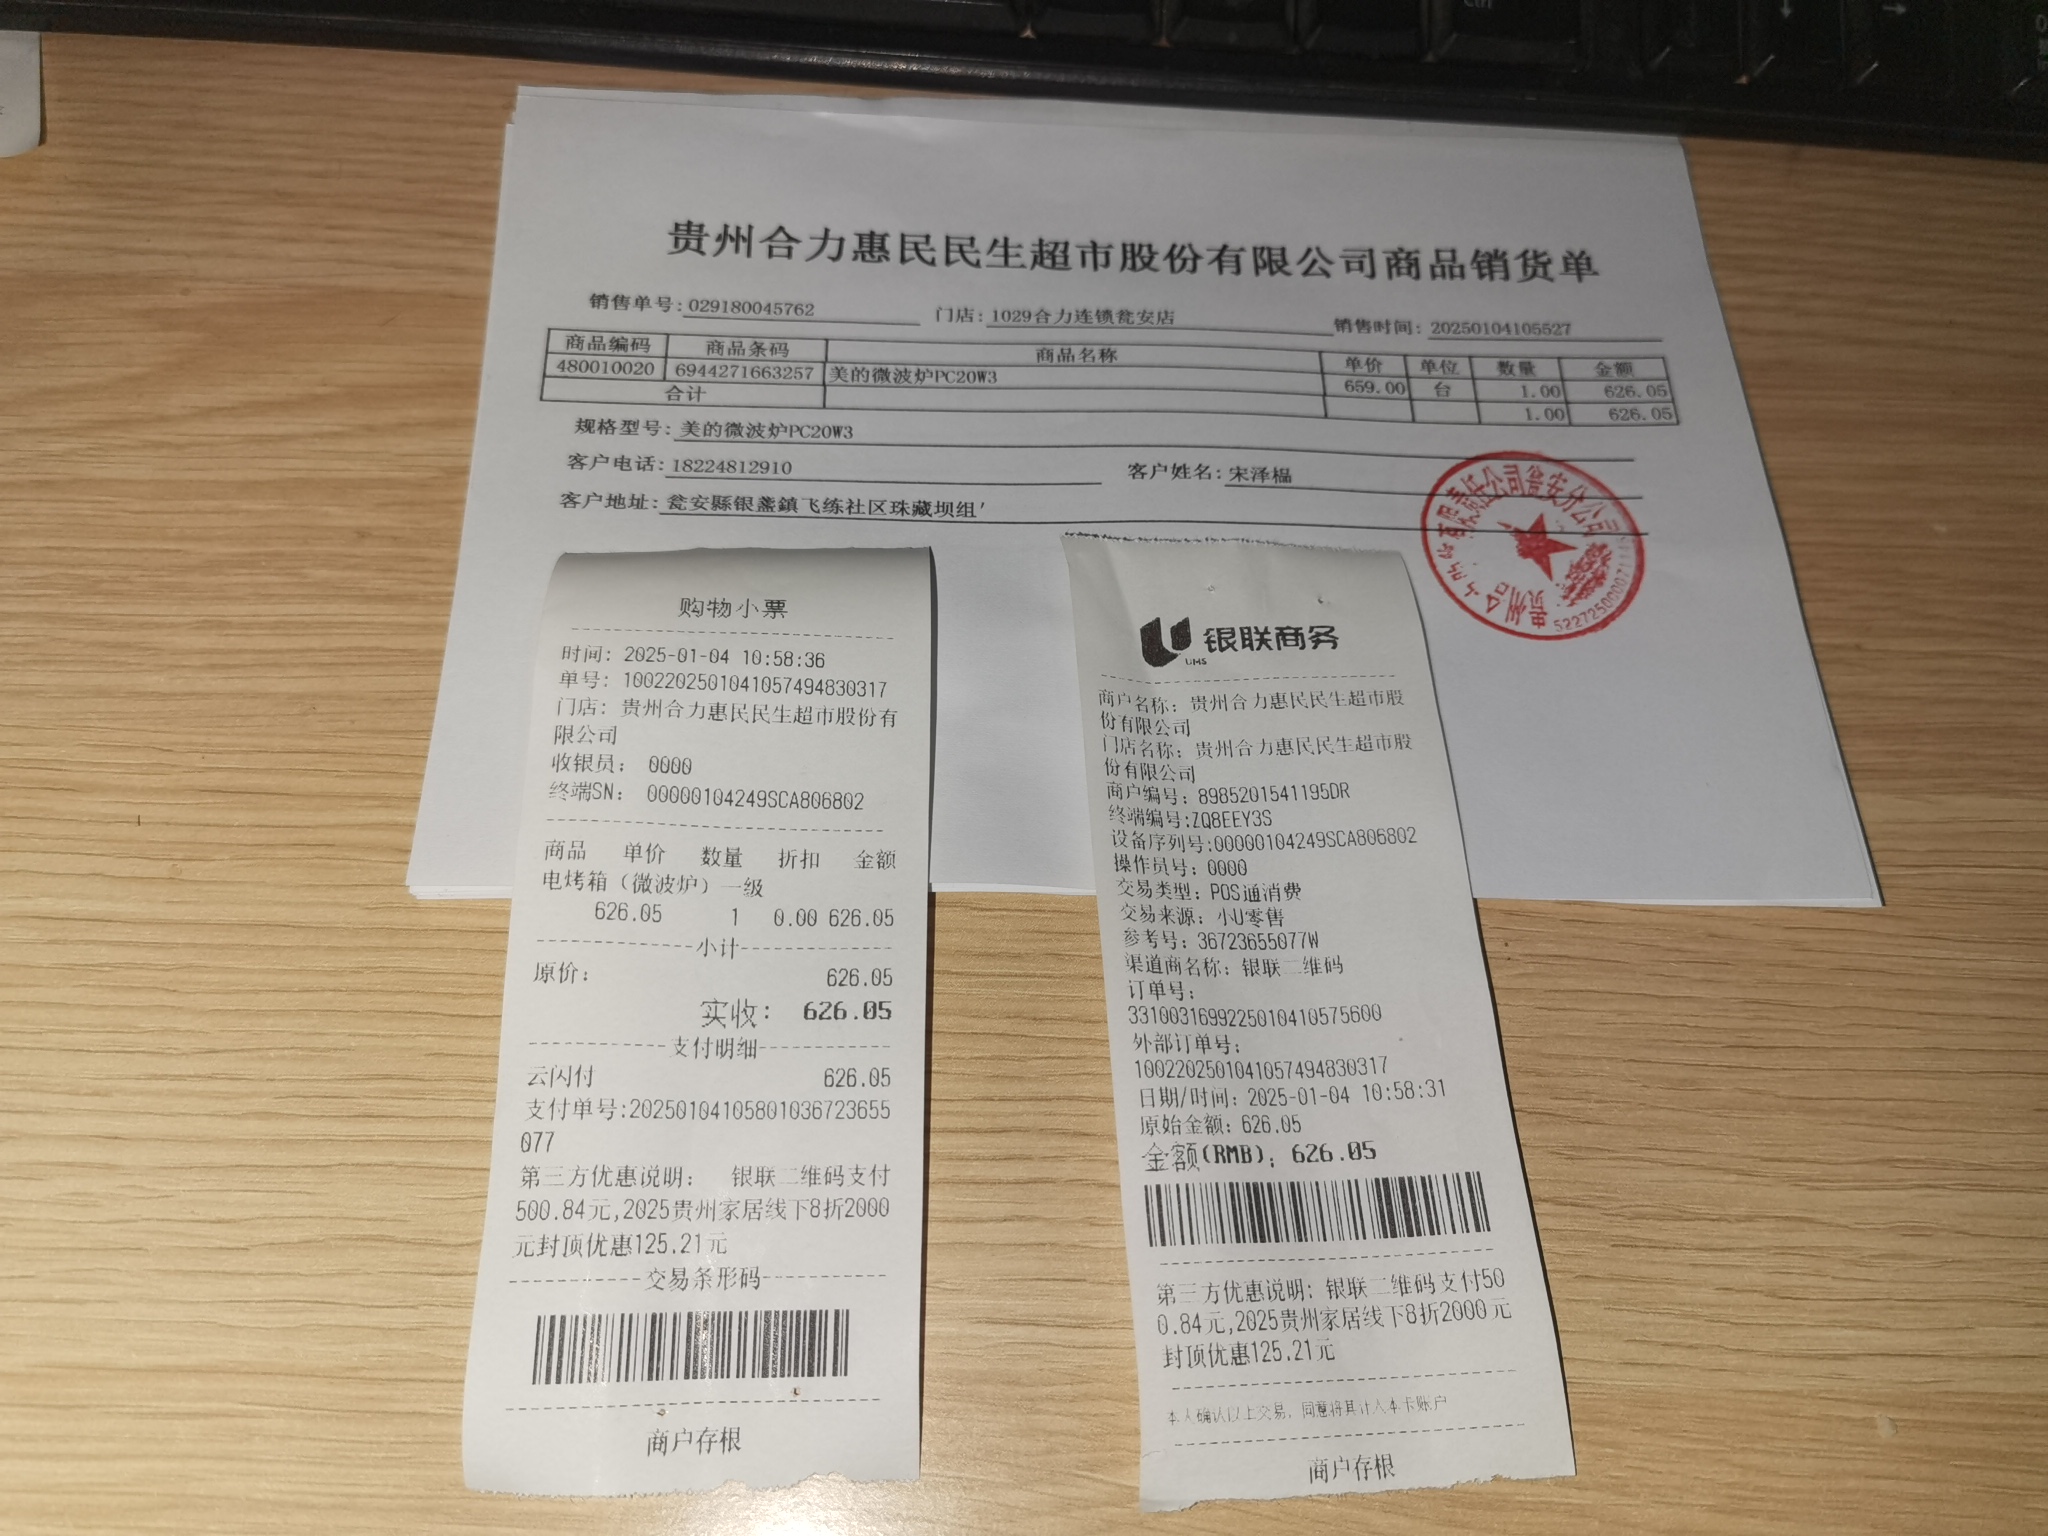 贵州合力惠民民生超市股份有限公司商品销货单
销售单号:029180045762 门店:1029合力连锁瓮安店 销售时间:20250104105527
商品编码 商品条码 商品名称 单价 单位 数量 金额
480010020 6944271663257 美的微波炉PC20W3 659.00 台 1.00 626.05
合计 1.00 626.05
规格型号:美的微波炉PC20W3
客户电话:18224812910 客户姓名:宋泽榅
客户地址:瓮安縣银盏鎮飞练社区珠藏坝组'
有限责任公司瓮安分公司
贵州
购物小票
时间: 2025-01-04 10:58:36
单号: 10022025010410574948​30317
门店: 贵州合力惠民民生超市股份有
限公司
收银员: 0000
终端SN: 00000104249SCA806802
商品 单价 数量 折扣 金额
电烤箱（微波炉）一级
626.05 1 0.00 626.05
小计
原价: 626.05
实收: 626.05
支付明细
云闪付 626.05
支付单号:202501041058010367​23655
077
第三方优惠说明: 银联二维码支付
500.84元,2025贵州家居线下8折2000
元封顶优惠125.21元
交易条形码
商户存根
UMS
银联商务
商户名称: 贵州合力惠民民生超市股
份有限公司
门店名称: 贵州合力惠民民生超市股
份有限公司
商户编号: 8985201541195DR
终端编号:ZQ8EEY3S
设备序列号:00000104249SCA806802
操作员号: 0000
交易类型: POS通消费
交易来源: 小U零售
参考号: 36723655077W
渠道商名称: 银联二维码
订单号:
33100316992250104​10575600
外部订单号:
10022025010410574948​30317
日期/时间: 2025-01-04 10:58:31
原始金额: 626.05
金额(RMB): 626.05
第三方优惠说明: 银联二维码支付50
0.84元,2025贵州家居线下8折2000元
封顶优惠125.21元
本人确认以上交易, 同意将其计入本卡账户
商户存根